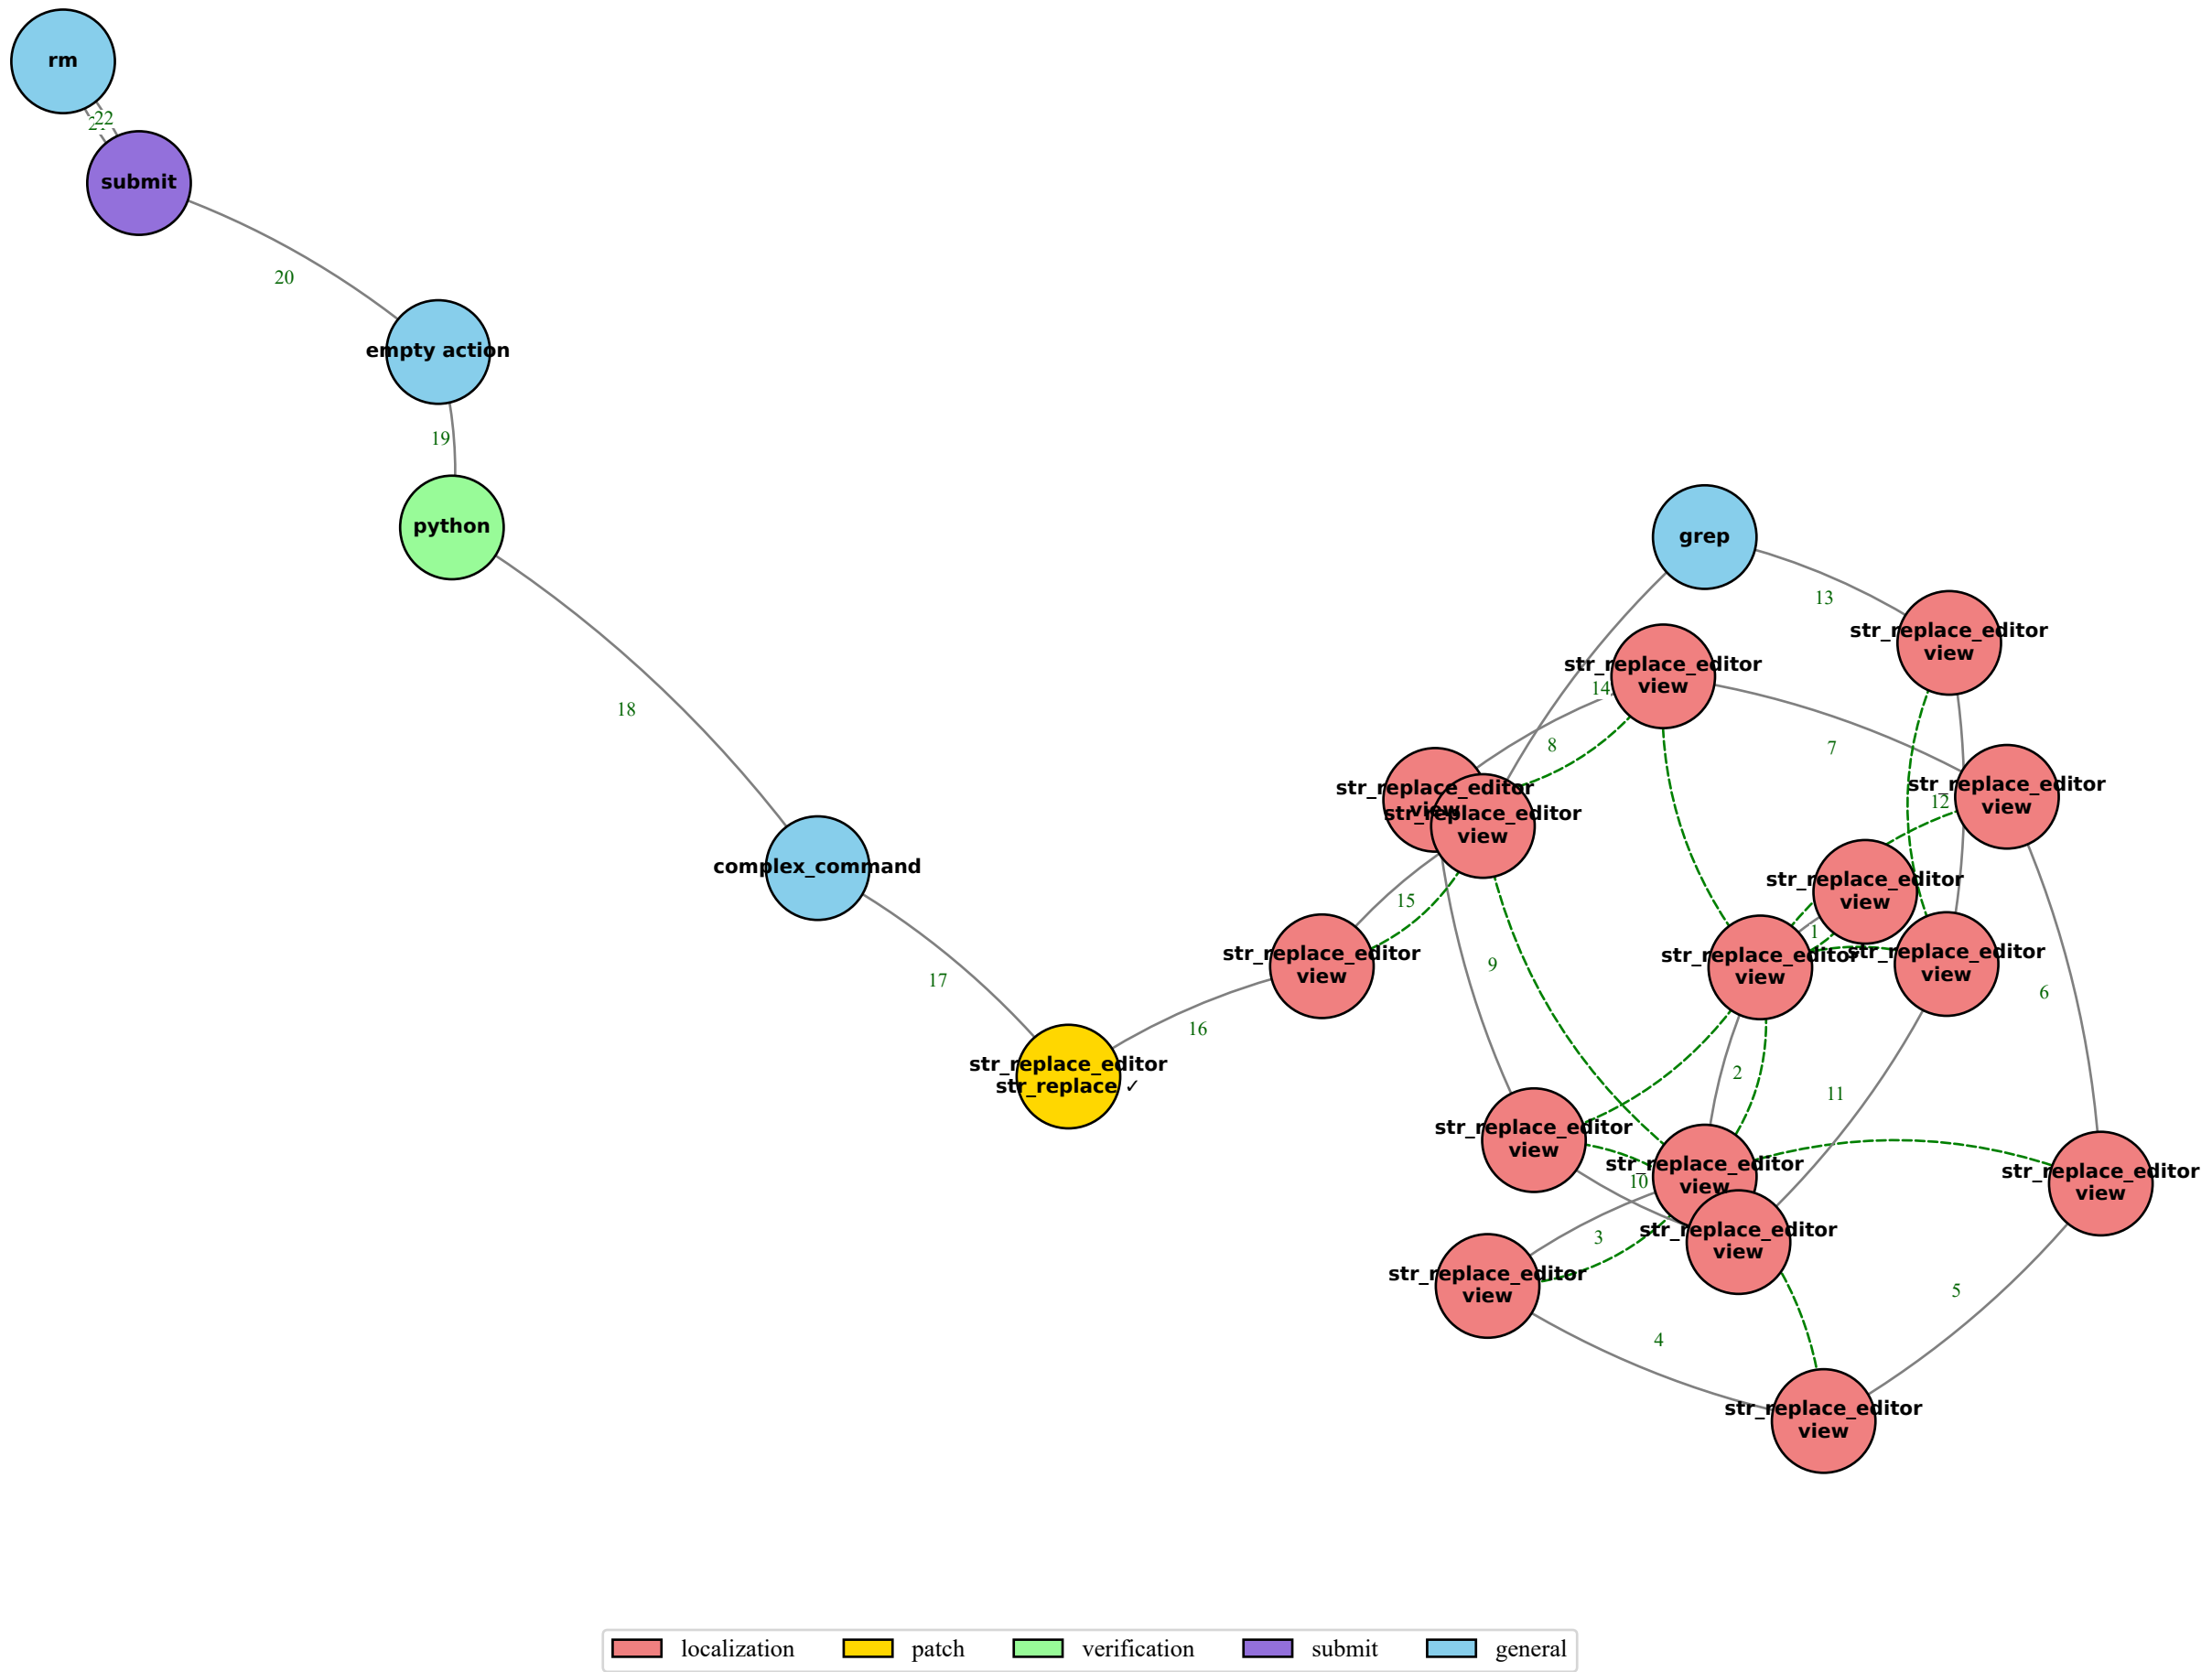 rm
22
submit
20
empty action
19
python
grep
13
18
str_replace_editor
view
str_replace_editor
view
14
8
7
str_replace_editor
view
str_replace_editor
view
str_replace_editor
view
12
complex_command
str_replace_editor
view
15
1
str_replace_editor
view
str_replace_editor
view
str_replace_editor
view
9
17
6
16
str_replace_editor
str_replace ✓
2
11
str_replace_editor
view
str_replace_editor
view
str_replace_editor
view
10
3
str_replace_editor
view
str_replace_editor
view
5
4
str_replace_editor
view
localization
patch
verification
submit
general